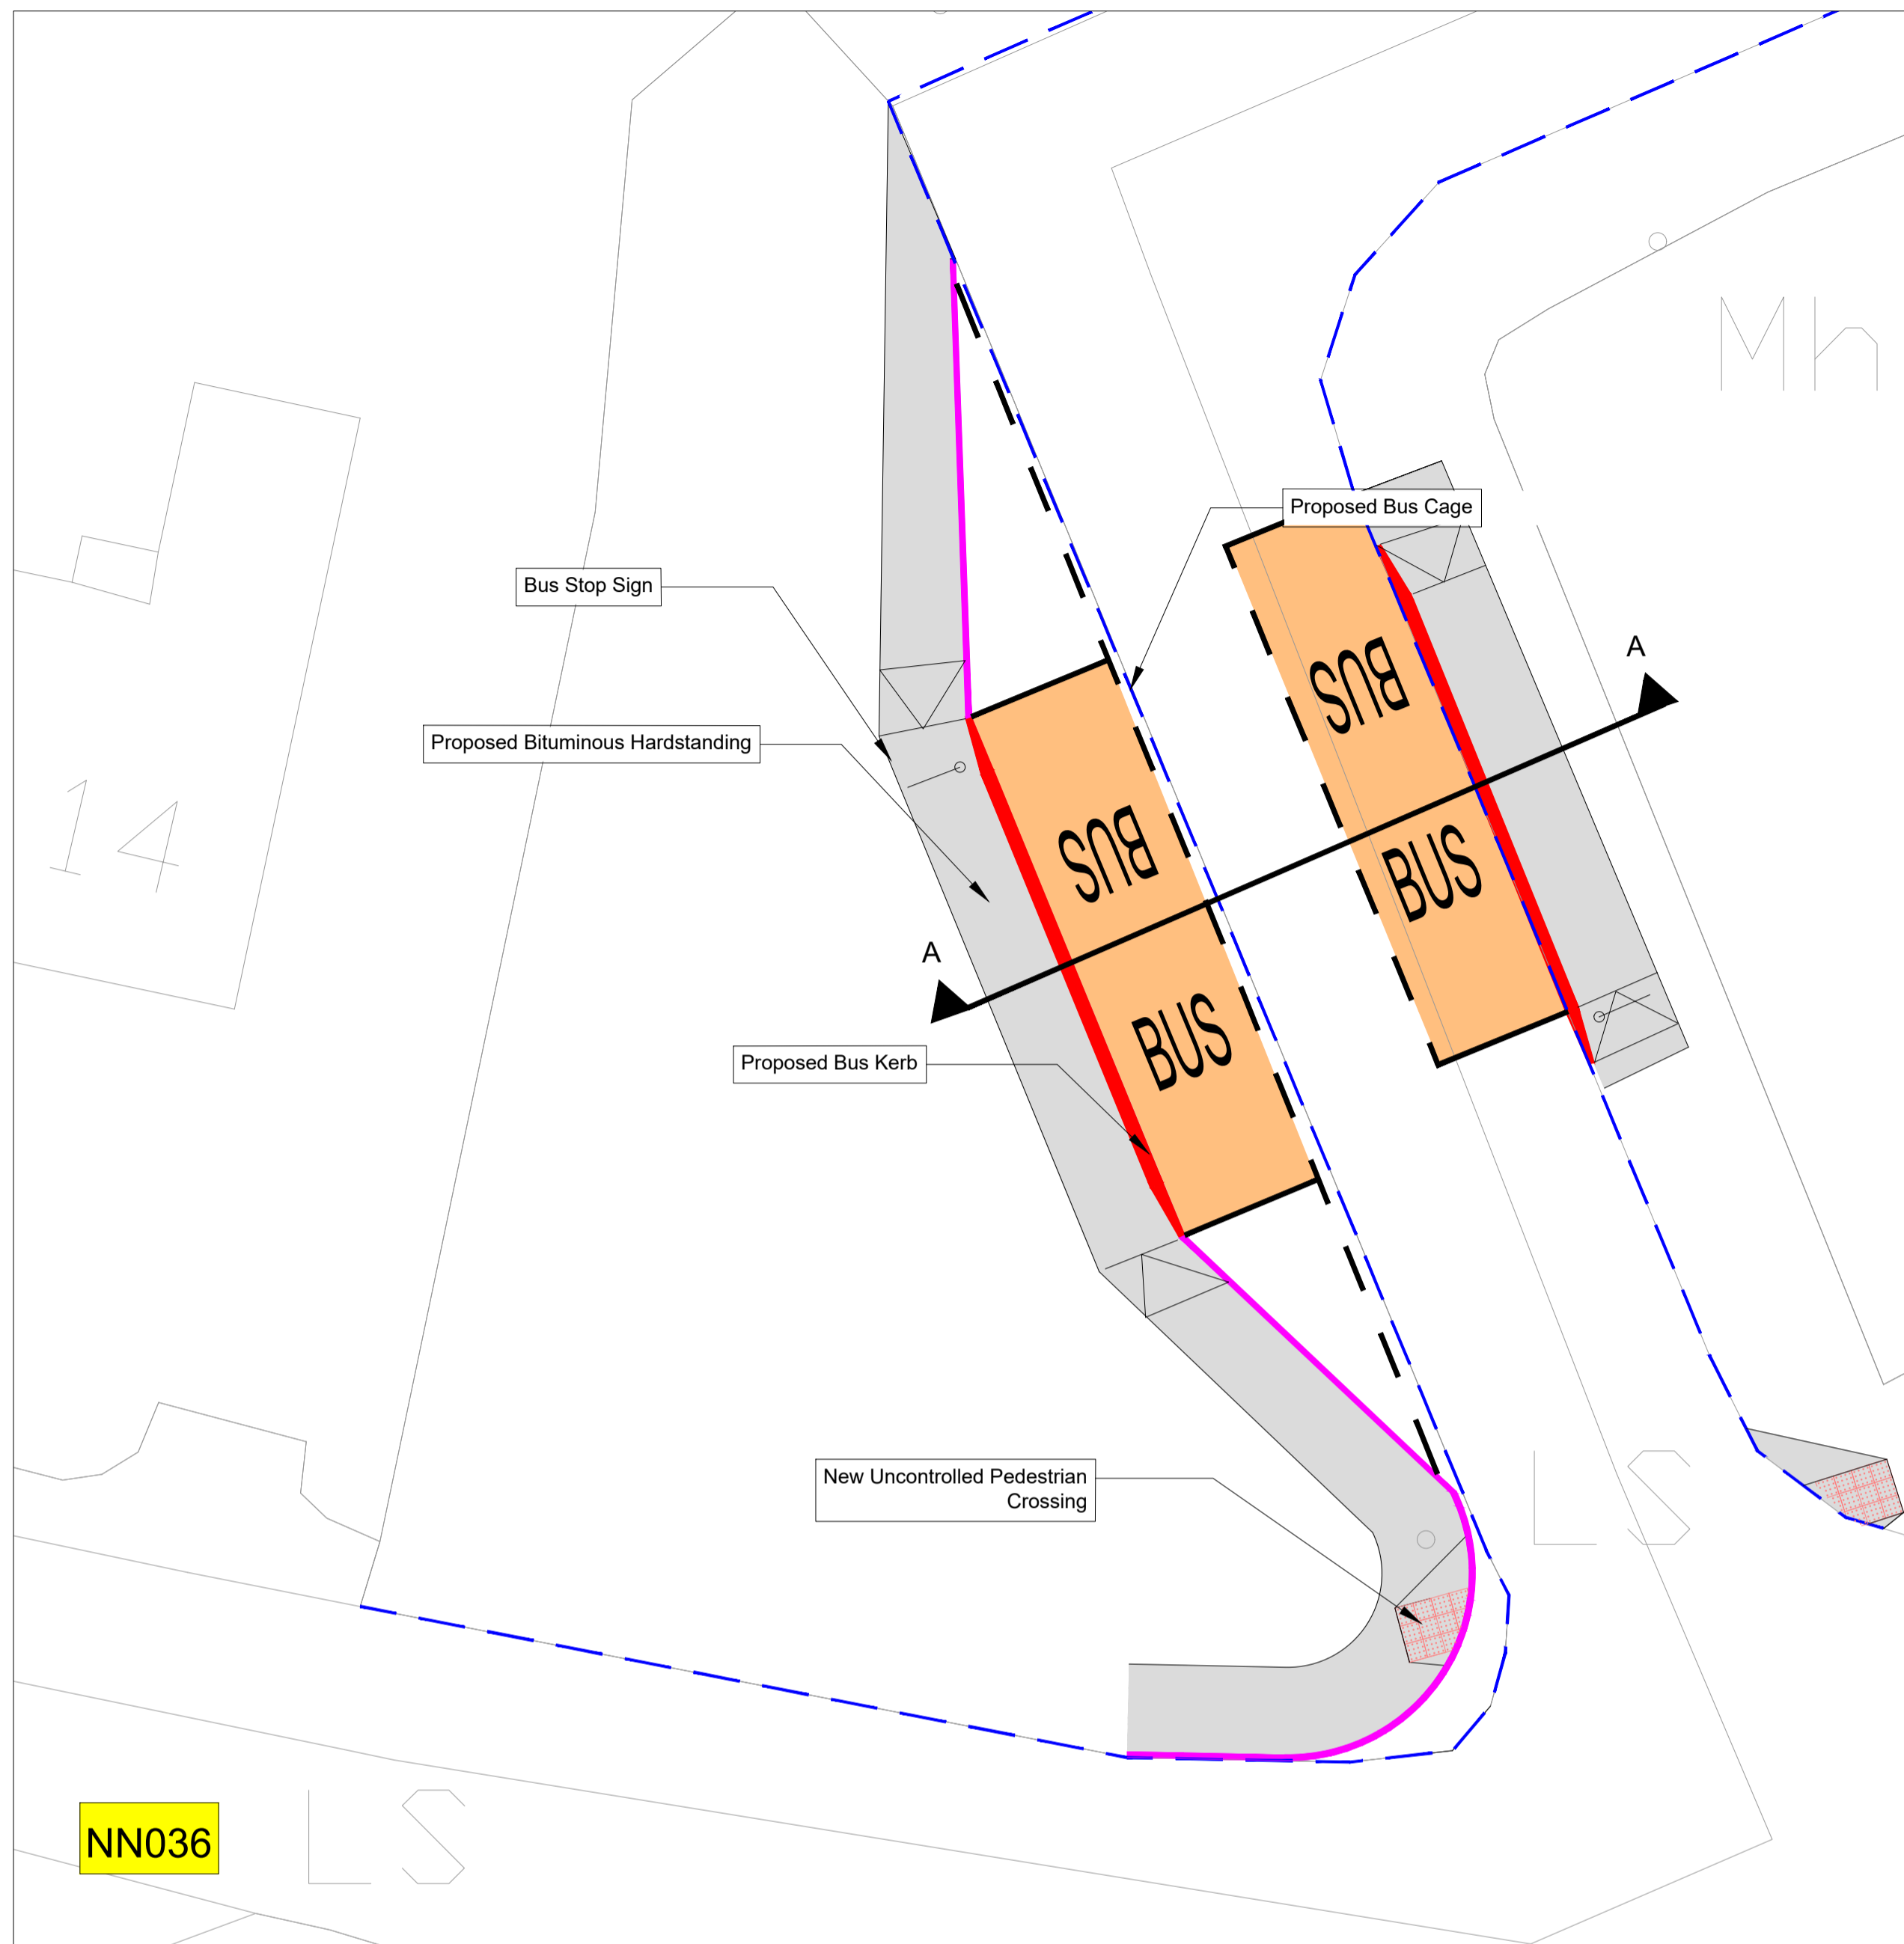 Mh
Proposed Bus Cage
Bus Stop Sign
BUS
A
Proposed Bituminous Hardstanding
14
BUS
BUS
A
BUS
Proposed Bus Kerb
New Uncontrolled Pedestrian
Crossing
LS
NN036
LS